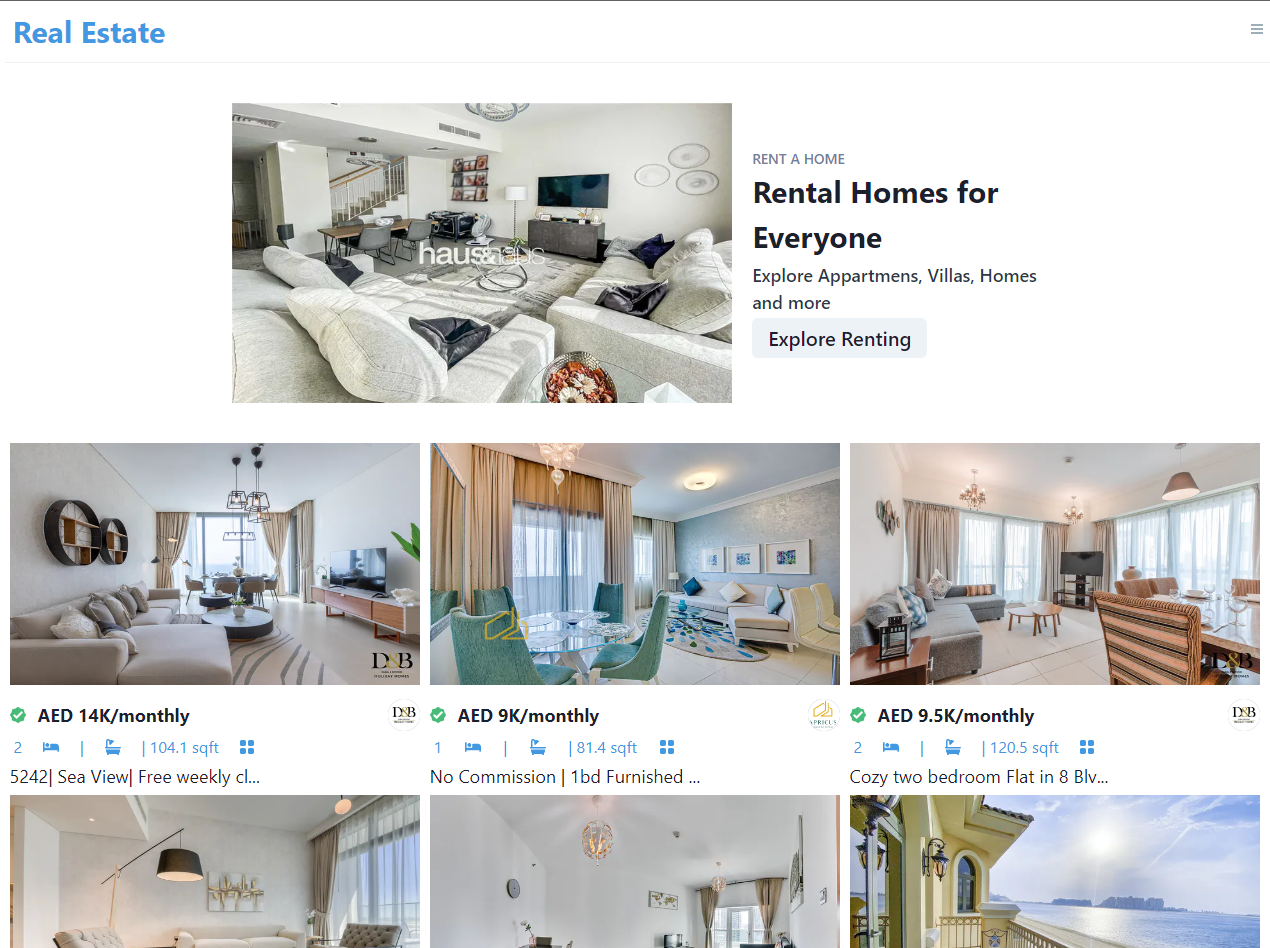 Real Estate
haus&haus
RENT A HOME
Rental Homes for
Everyone
Explore Appartmens, Villas, Homes
and more
Explore Renting
D&B
D&B
AED 14K/monthly
D&B
AED 9K/monthly
APRICUS
AED 9.5K/monthly
D&B
2 | | 104.1 sqft
1 | | 81.4 sqft
2 | | 120.5 sqft
5242| Sea View| Free weekly cl...
No Commission | 1bd Furnished ...
Cozy two bedroom Flat in 8 Blv...